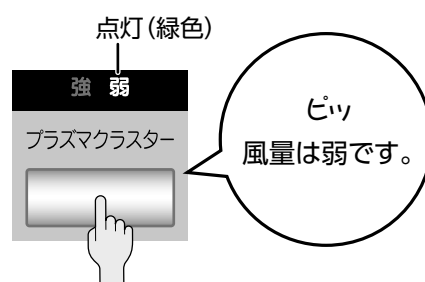 点灯（緑色）
強 弱
プラズマクラスター
ピッ
風量は弱です。